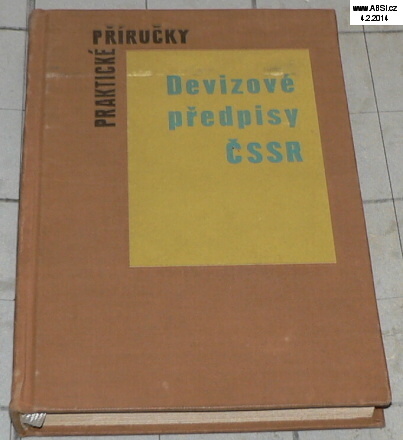 www.ABSI.cz
4.2.2014
PRAKTICKÉ
PŘÍRUČKY
Devizové
předpisy
ČSSR